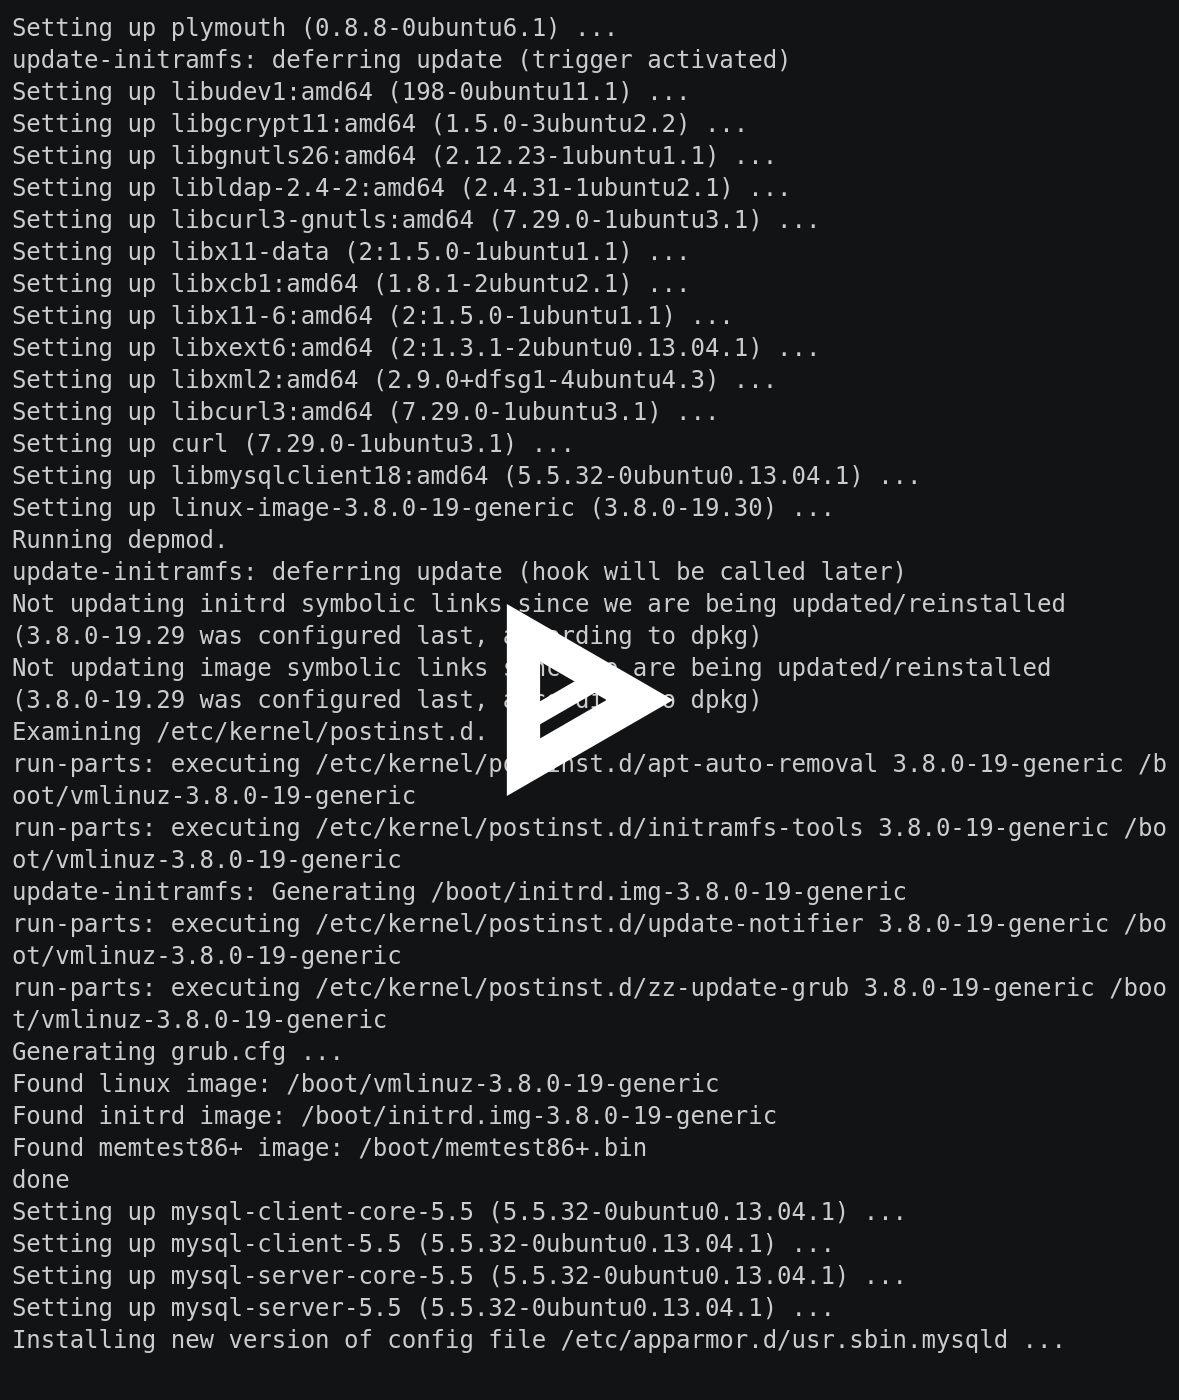 Setting up plymouth (0.8.8-0ubuntu6.1) ...
update-initramfs: deferring update (trigger activated)
Setting up libudev1:amd64 (198-0ubuntu11.1) ...
Setting up libgcrypt11:amd64 (1.5.0-3ubuntu2.2) ...
Setting up libgnutls26:amd64 (2.12.23-1ubuntu1.1) ...
Setting up libldap-2.4-2:amd64 (2.4.31-1ubuntu2.1) ...
Setting up libcurl3-gnutls:amd64 (7.29.0-1ubuntu3.1) ...
Setting up libx11-data (2:1.5.0-1ubuntu1.1) ...
Setting up libxcb1:amd64 (1.8.1-2ubuntu2.1) ...
Setting up libx11-6:amd64 (2:1.5.0-1ubuntu1.1) ...
Setting up libxext6:amd64 (2:1.3.1-2ubuntu0.13.04.1) ...
Setting up libxml2:amd64 (2.9.0+dfsg1-4ubuntu4.3) ...
Setting up libcurl3:amd64 (7.29.0-1ubuntu3.1) ...
Setting up curl (7.29.0-1ubuntu3.1) ...
Setting up libmysqlclient18:amd64 (5.5.32-0ubuntu0.13.04.1) ...
Setting up linux-image-3.8.0-19-generic (3.8.0-19.30) ...
Running depmod.
update-initramfs: deferring update (hook will be called later)
Not updating initrd symbolic links since we are being updated/reinstalled
(3.8.0-19.29 was configured last, according to dpkg)
Not updating image symbolic links since we are being updated/reinstalled
(3.8.0-19.29 was configured last, according to dpkg)
Examining /etc/kernel/postinst.d.
run-parts: executing /etc/kernel/postinst.d/apt-auto-removal 3.8.0-19-generic /b
oot/vmlinuz-3.8.0-19-generic
run-parts: executing /etc/kernel/postinst.d/initramfs-tools 3.8.0-19-generic /bo
ot/vmlinuz-3.8.0-19-generic
update-initramfs: Generating /boot/initrd.img-3.8.0-19-generic
run-parts: executing /etc/kernel/postinst.d/update-notifier 3.8.0-19-generic /bo
ot/vmlinuz-3.8.0-19-generic
run-parts: executing /etc/kernel/postinst.d/zz-update-grub 3.8.0-19-generic /boo
t/vmlinuz-3.8.0-19-generic
Generating grub.cfg ...
Found linux image: /boot/vmlinuz-3.8.0-19-generic
Found initrd image: /boot/initrd.img-3.8.0-19-generic
Found memtest86+ image: /boot/memtest86+.bin
done
Setting up mysql-client-core-5.5 (5.5.32-0ubuntu0.13.04.1) ...
Setting up mysql-client-5.5 (5.5.32-0ubuntu0.13.04.1) ...
Setting up mysql-server-core-5.5 (5.5.32-0ubuntu0.13.04.1) ...
Setting up mysql-server-5.5 (5.5.32-0ubuntu0.13.04.1) ...
Installing new version of config file /etc/apparmor.d/usr.sbin.mysqld ...